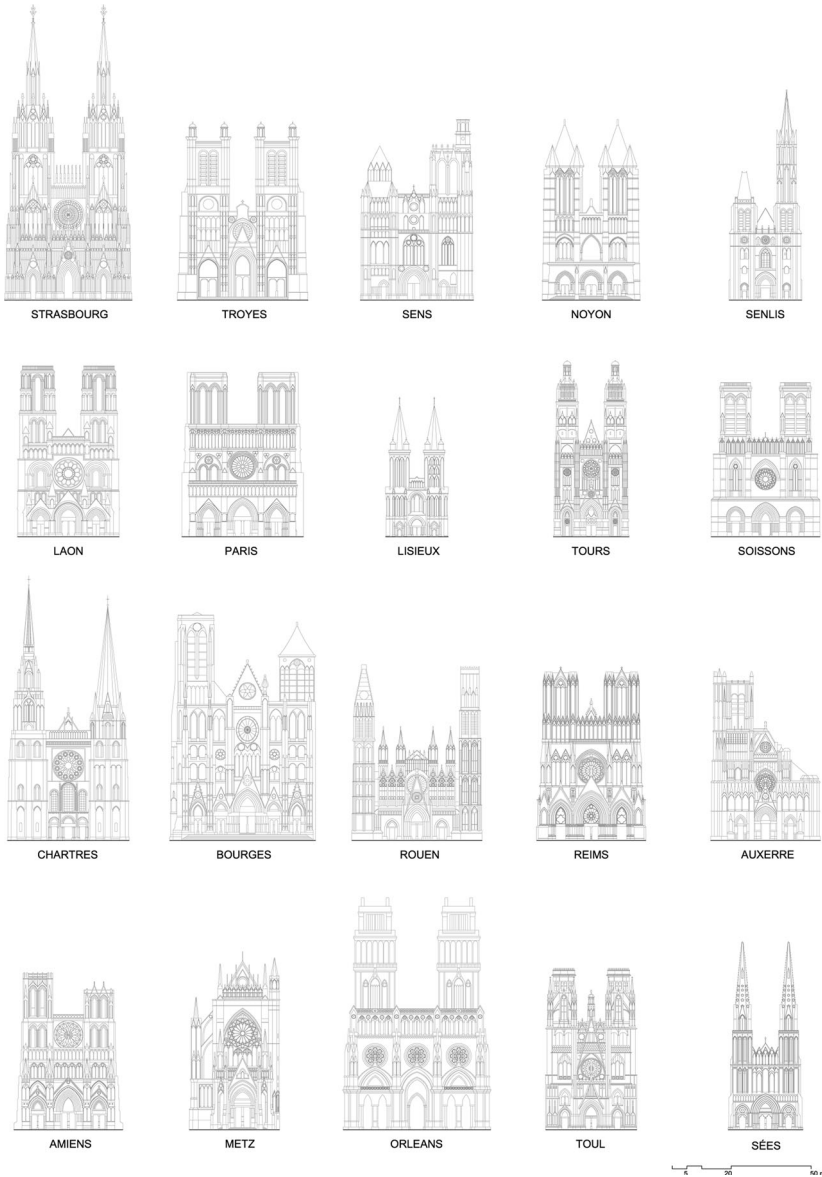 STRASBOURG TROYES SENS NOYON SENLIS
LAON PARIS LISIEUX TOURS SOISSONS
CHARTRES BOURGES ROUEN REIMS AUXERRE
AMIENS METZ ORLEANS TOUL SÉES
5 20 50